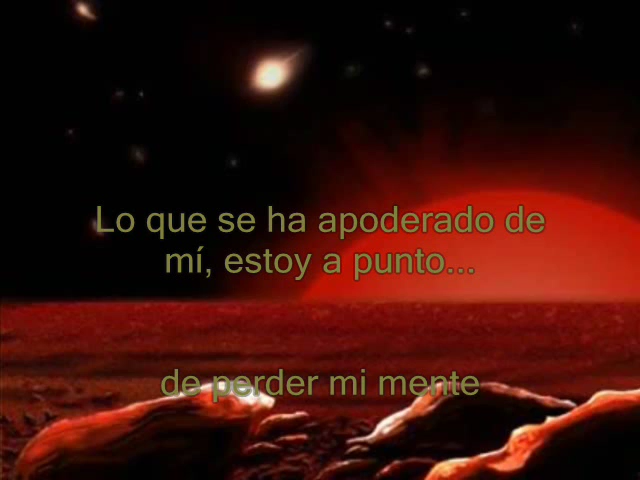 Lo que se ha apoderado de
mí, estoy a punto...
de perder mi mente